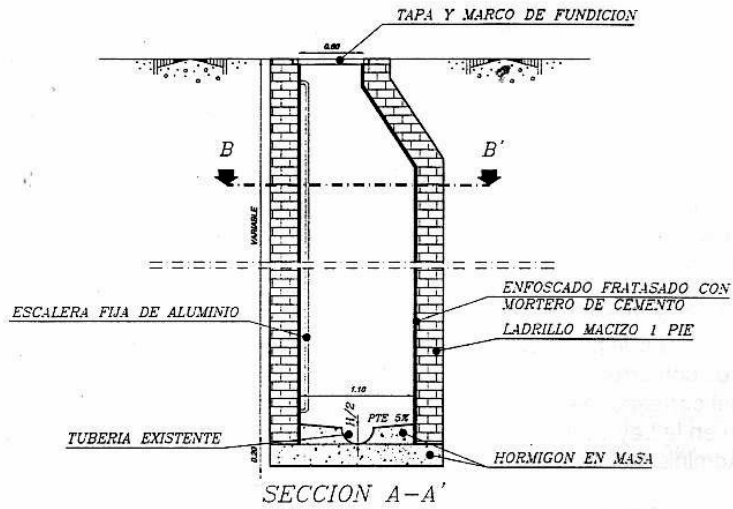 TAPA Y MARCO DE FUNDICION
0.60
B
B'
VARIABLE
ESCALERA FIJA DE ALUMINIO
ENFOSCADO FRATASADO CON
MORTERO DE CEMENTO
LADRILLO MACIZO 1 PIE
1.10
H/2
PTE 5%
TUBERIA EXISTENTE
0.20
HORMIGON EN MASA
SECCION A-A'